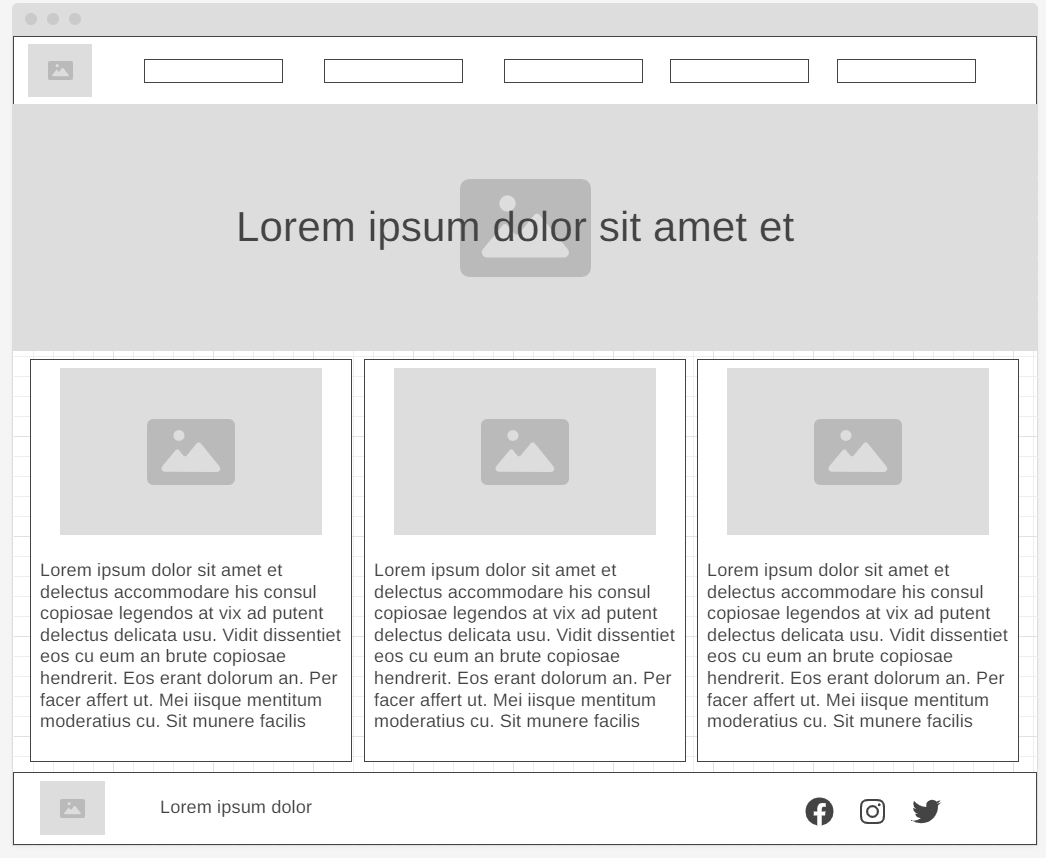 Lorem ipsum dolor sit amet et
Lorem ipsum dolor sit amet et
delectus accommodare his consul
copiosae legendos at vix ad putent
delectus delicata usu. Vidit dissentiet
eos cu eum an brute copiosae
hendrerit. Eos erant dolorum an. Per
facer affert ut. Mei iisque mentitum
moderatius cu. Sit munere facilis
Lorem ipsum dolor sit amet et
delectus accommodare his consul
copiosae legendos at vix ad putent
delectus delicata usu. Vidit dissentiet
eos cu eum an brute copiosae
hendrerit. Eos erant dolorum an. Per
facer affert ut. Mei iisque mentitum
moderatius cu. Sit munere facilis
Lorem ipsum dolor sit amet et
delectus accommodare his consul
copiosae legendos at vix ad putent
delectus delicata usu. Vidit dissentiet
eos cu eum an brute copiosae
hendrerit. Eos erant dolorum an. Per
facer affert ut. Mei iisque mentitum
moderatius cu. Sit munere facilis
Lorem ipsum dolor